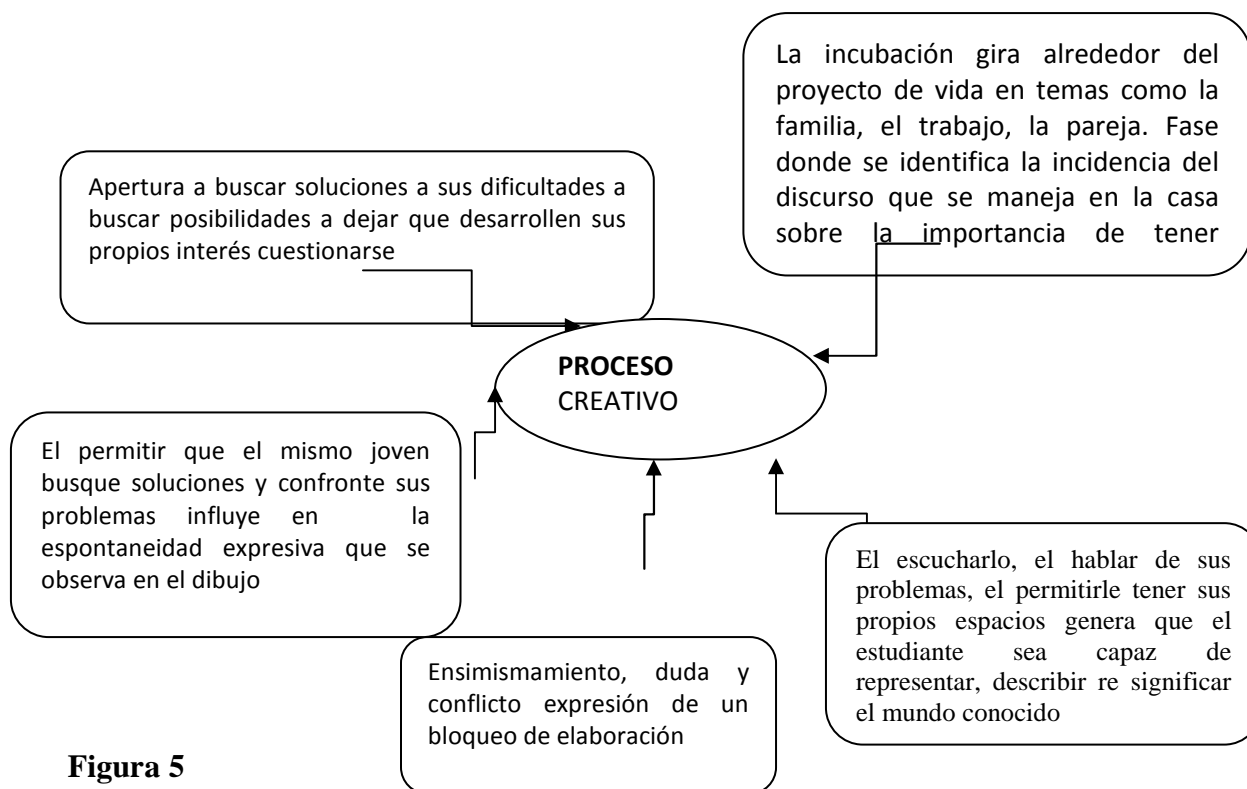 La incubación gira alrededor del
proyecto de vida en temas como la
familia, el trabajo, la pareja. Fase
donde se identifica la incidencia del
discurso que se maneja en la casa
sobre la importancia de tener
Apertura a buscar soluciones a sus dificultades a
buscar posibilidades a dejar que desarrollen sus
propios interés cuestionarse
PROCESO
CREATIVO
El permitir que el mismo joven
busque soluciones y confronte sus
problemas influye en la
espontaneidad expresiva que se
observa en el dibujo
El escucharlo, el hablar de sus
problemas, el permitirle tener sus
propios espacios genera que el
estudiante sea capaz de
representar, describir re significar
el mundo conocido
Ensimismamiento, duda y
conflicto expresión de un
bloqueo de elaboración
Figura 5